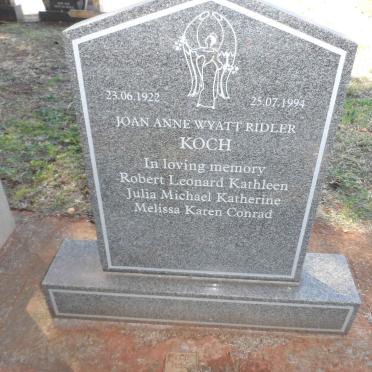 23.06.1922 25.07.1994
JOAN ANNE WYATT RIDLER
KOCH
In loving memory
Robert Leonard Kathleen
Julia Michael Katherine
Melissa Karen Conrad